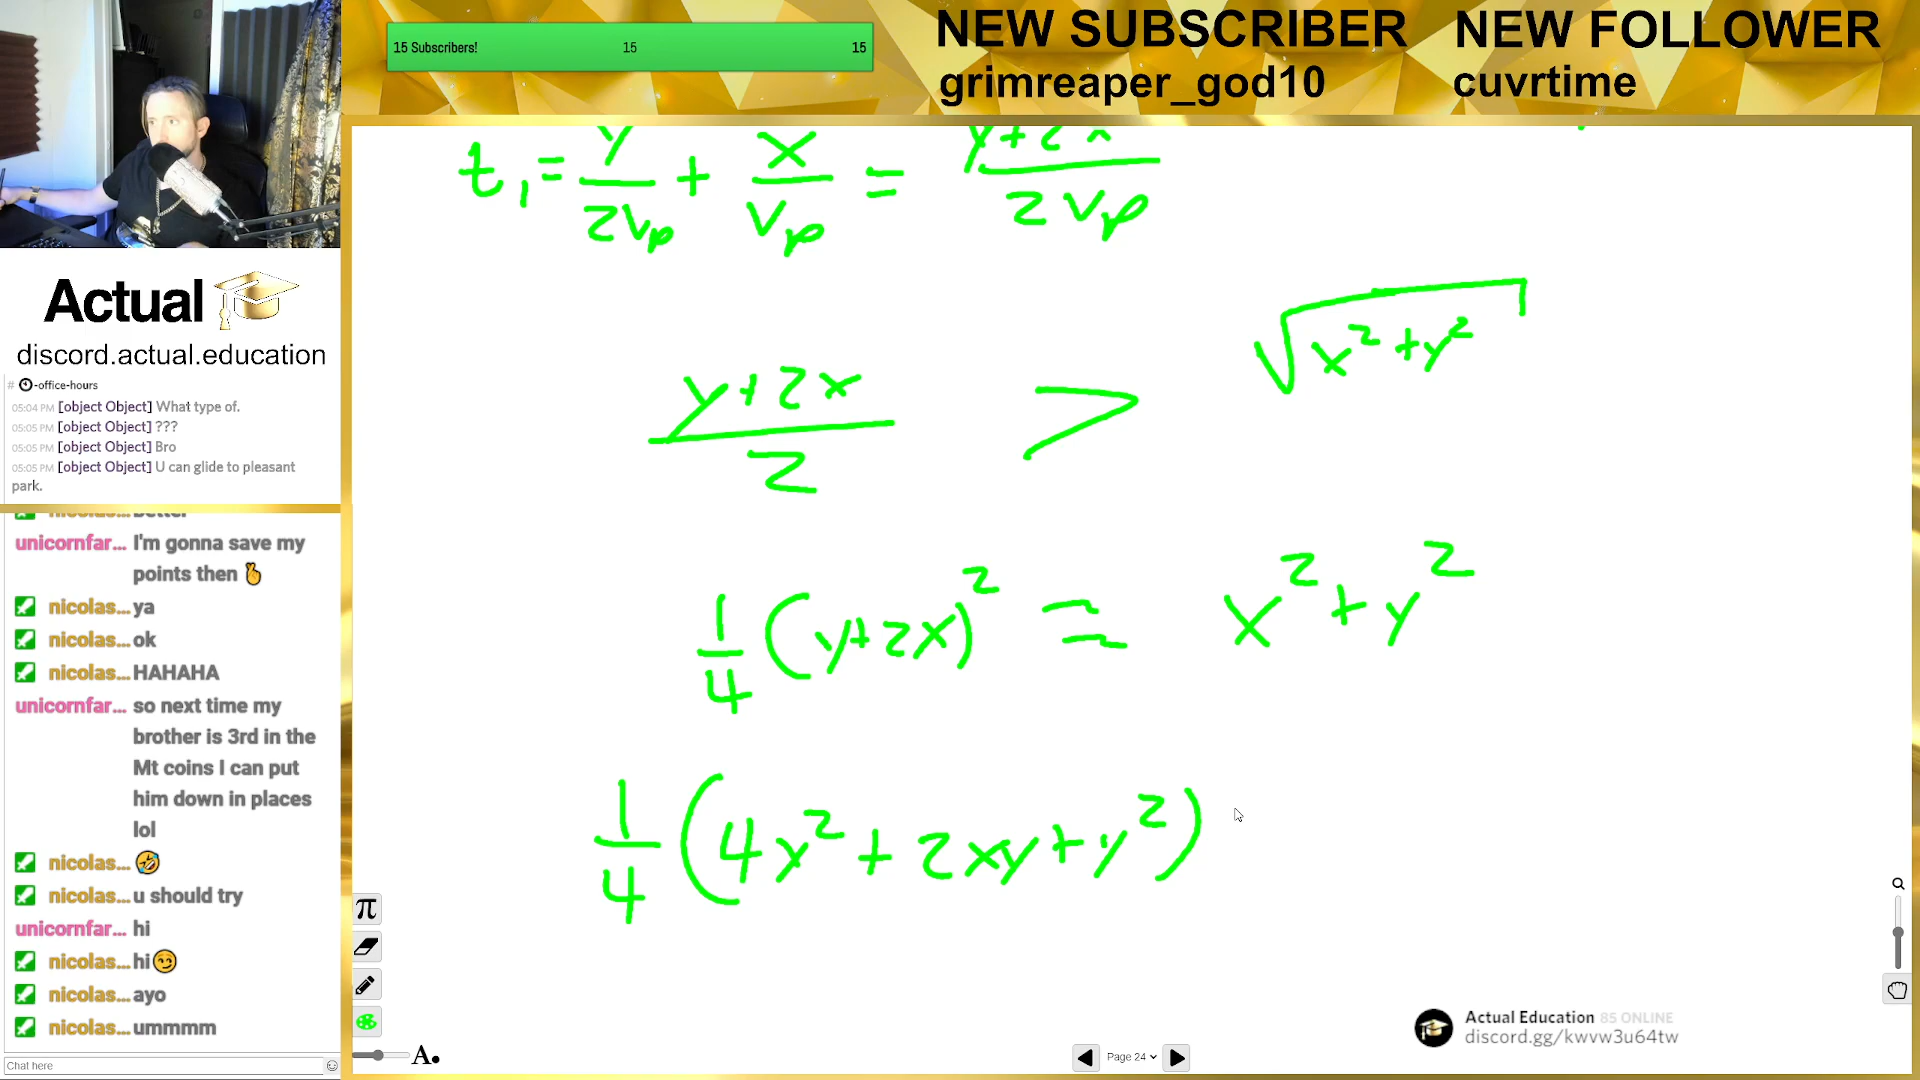 NEW SUBSCRIBER
grimreaper_god10
NEW FOLLOWER
cuvrtime
15 Subscribers! 15 15
Actual
discord.actual.education
# -office-hours
05:04 PM [object Object] What type of.
05:05 PM [object Object] ???
05:05 PM [object Object] Bro
05:05 PM [object Object] U can glide to pleasant
park.
unicornfar... I'm gonna save my
points then 🫰
nicolas... ya
nicolas... ok
nicolas... HAHAHA
unicornfar... so next time my
brother is 3rd in the
Mt coins I can put
him down in places
lol
nicolas... 🤣
nicolas... u should try
unicornfar... hi
nicolas... hi😏
nicolas... ayo
nicolas... ummmm
Chat here
t₁ = y/2vₚ + x/vₚ = y+2x/2vₚ
y+2x/2 > √x²+y²
1/4 (y+2x)² = x²+y²
1/4 (4x²+2xy+y²)
π
A.
Page 24
Actual Education 85 ONLINE
discord.gg/kwvw3u64tw